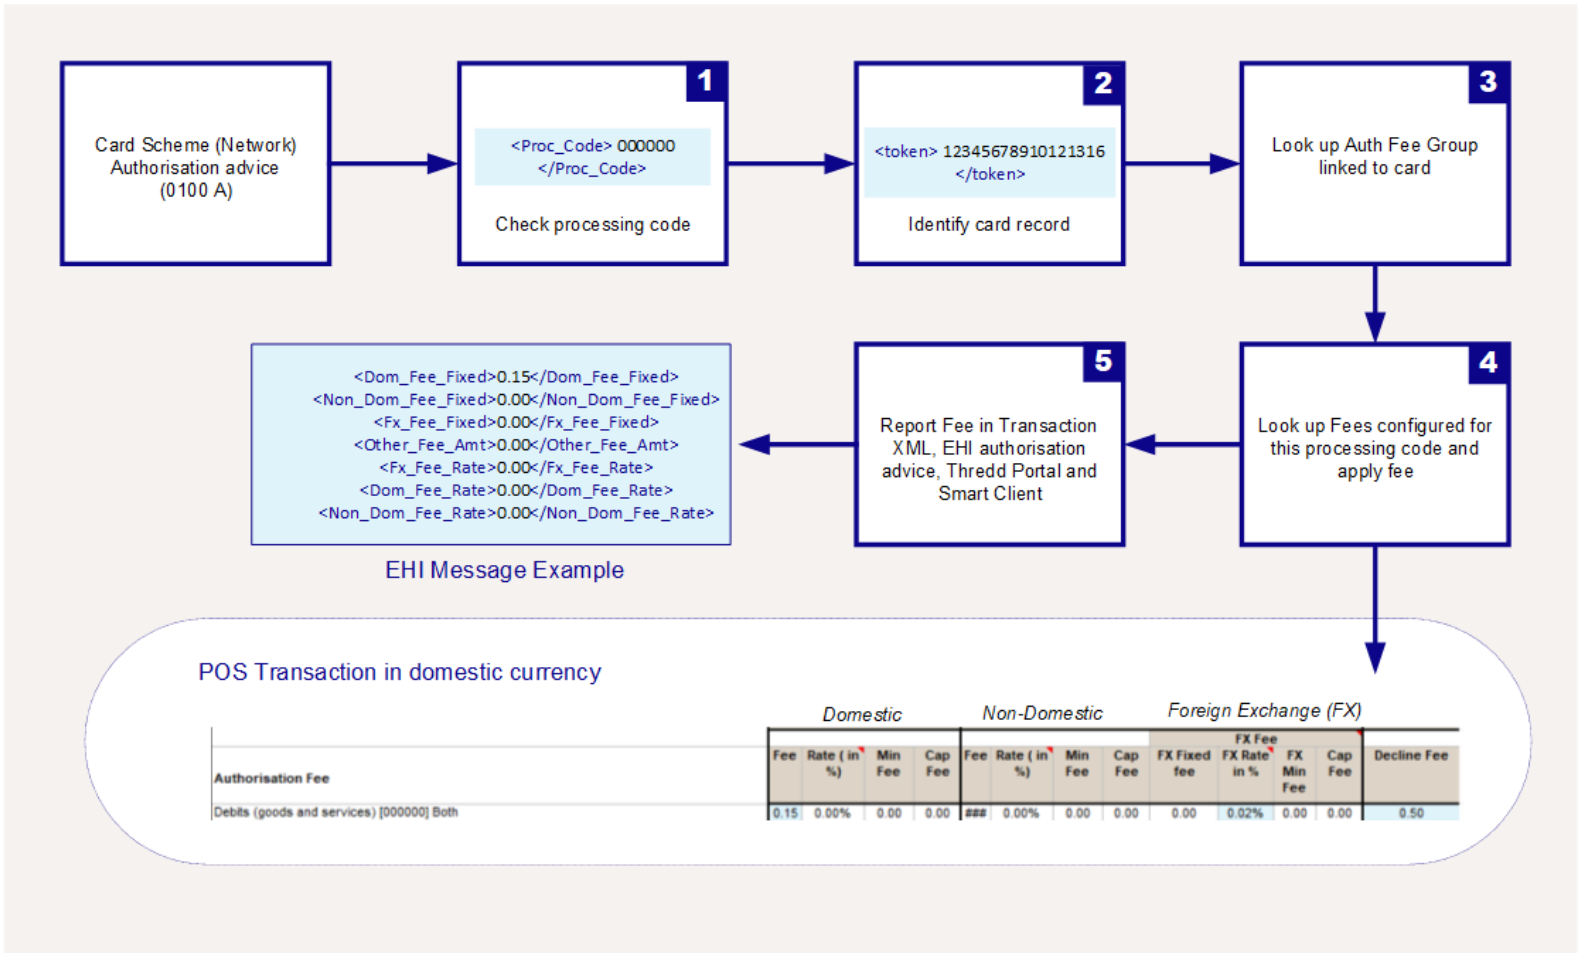 Card Scheme (Network)
Authorisation advice
(0100 A)
1
<Proc_Code> 000000
</Proc_Code>
Check processing code
2
<token> 12345678910121316
</token>
Identify card record
3
Look up Auth Fee Group
linked to card
4
Look up Fees configured for
this processing code and
apply fee
5
Report Fee in Transaction
XML, EHI authorisation
advice, Thredd Portal and
Smart Client
<Dom_Fee_Fixed>0.15</Dom_Fee_Fixed>
<Non_Dom_Fee_Fixed>0.00</Non_Dom_Fee_Fixed>
<Fx_Fee_Fixed>0.00</Fx_Fee_Fixed>
<Other_Fee_Amt>0.00</Other_Fee_Amt>
<Fx_Fee_Rate>0.00</Fx_Fee_Rate>
<Dom_Fee_Rate>0.00</Dom_Fee_Rate>
<Non_Dom_Fee_Rate>0.00</Non_Dom_Fee_Rate>
EHI Message Example
POS Transaction in domestic currency
Domestic Non-Domestic Foreign Exchange (FX)
FX Fee
Fee Rate ( in Min Cap Fee Rate ( in Min Cap FX Fixed FX Rate FX Cap Decline Fee
Authorisation Fee %) Fee Fee %) Fee Fee fee in % Min Fee
Fee
Debits (goods and services) [000000] Both 0.15 0.00% 0.00 0.00 ### 0.00% 0.00 0.00 0.00 0.02% 0.00 0.00 0.50